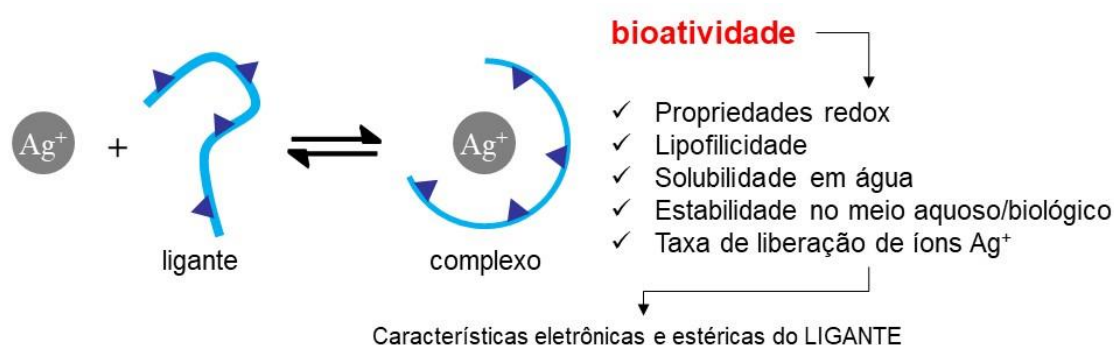 bioatividade
✓ Propriedades redox
✓ Lipofilicidade
✓ Solubilidade em água
✓ Estabilidade no meio aquoso/biológico
✓ Taxa de liberação de íons Ag⁺
Ag⁺ +
Ag⁺
ligante
complexo
Características eletrônicas e estéricas do LIGANTE